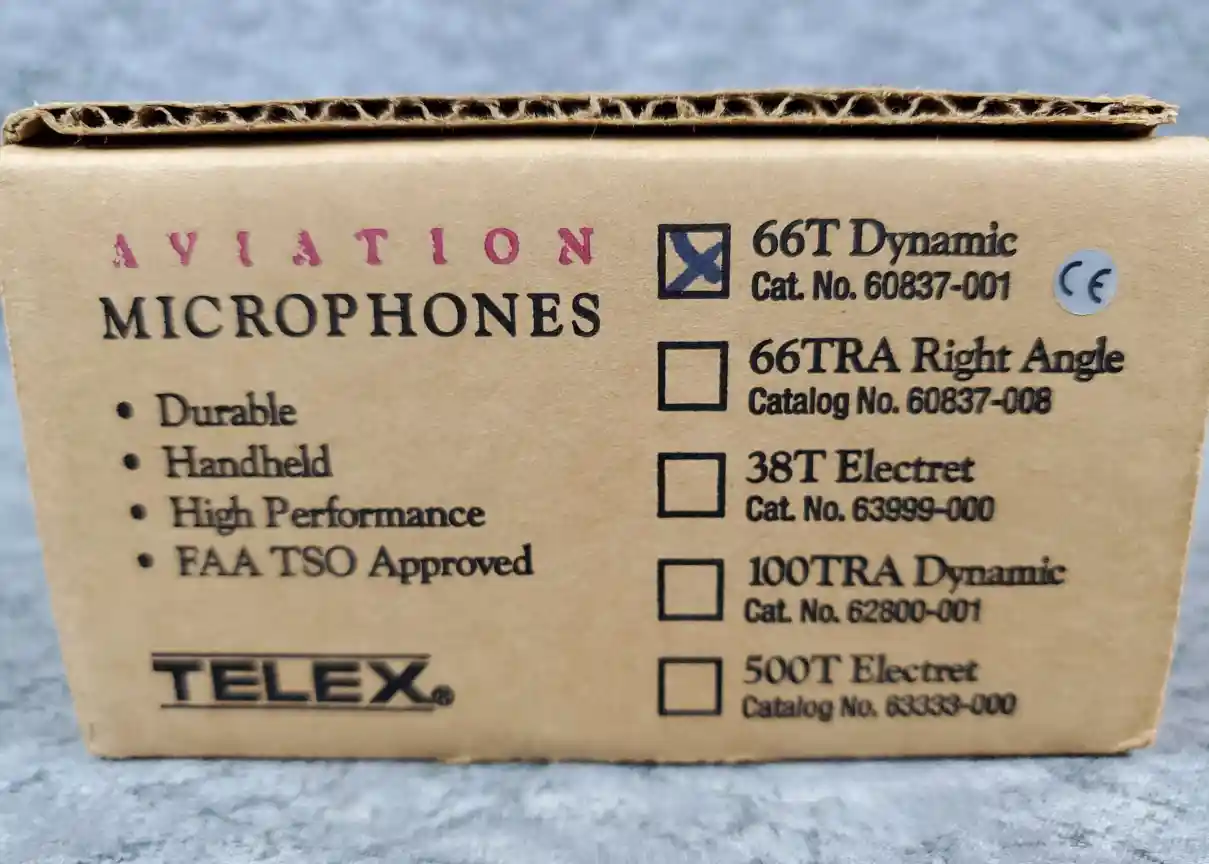 AVIATION
MICROPHONES
• Durable
• Handheld
• High Performance
• FAA TSO Approved
TELEX®
66T Dynamic
Cat. No. 60837-001
CE
66TRA Right Angle
Catalog No. 60837-008
38T Electret
Cat. No. 63999-000
100TRA Dynamic
Cat. No. 62800-001
500T Electret
Catalog No. 63333-000